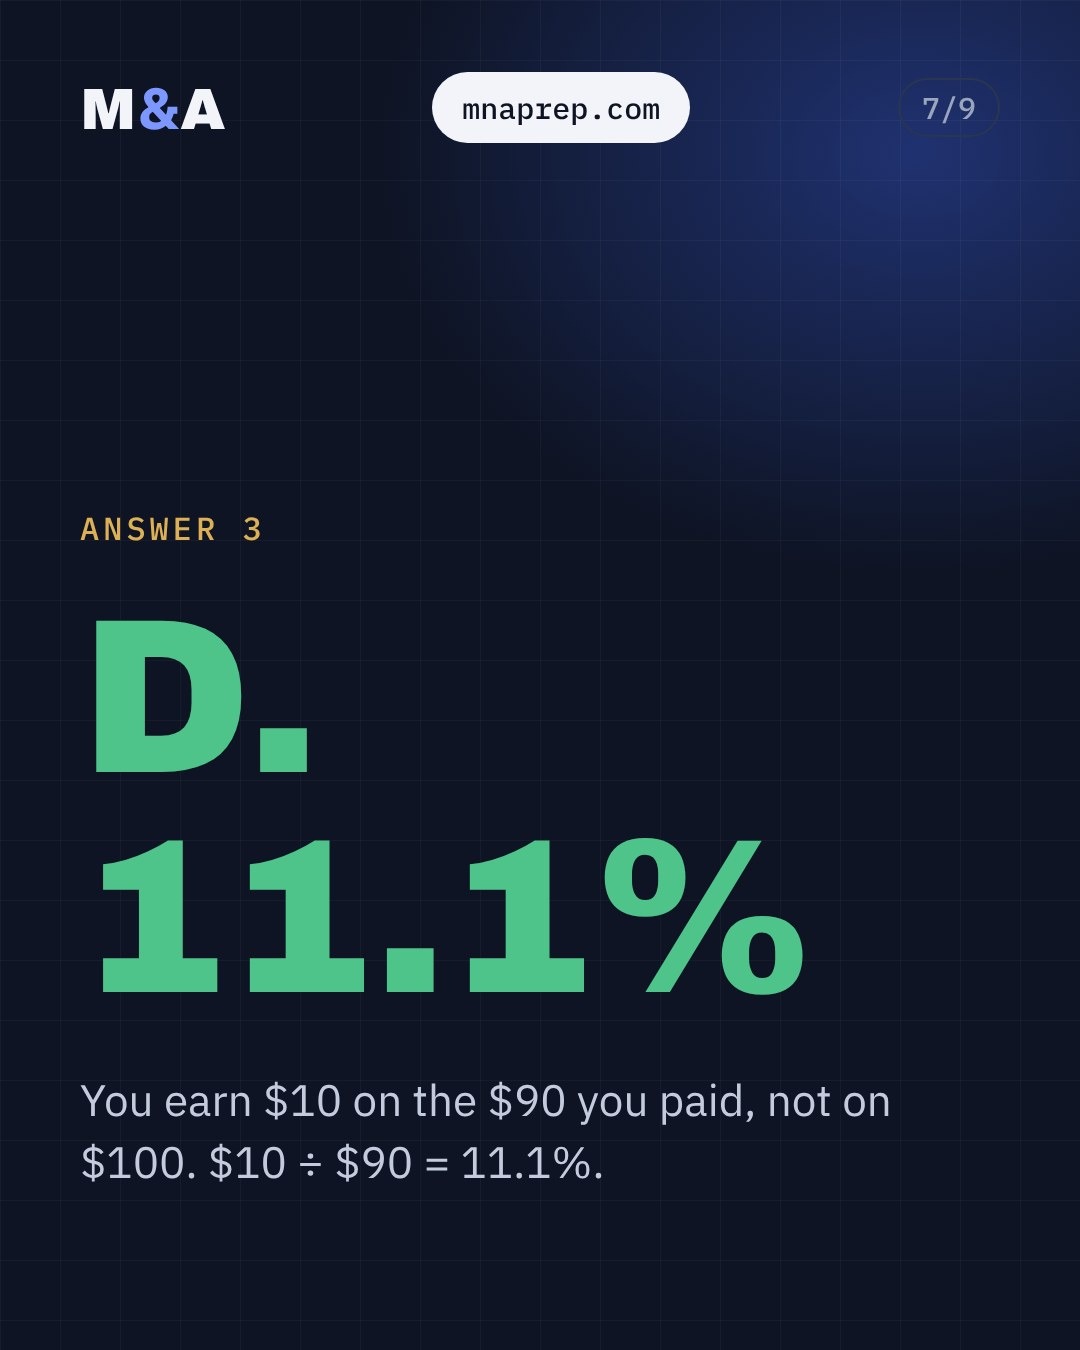 M&A
mnaprep.com
7/9
ANSWER 3
D.
11.1%
You earn $10 on the $90 you paid, not on
$100. $10 ÷ $90 = 11.1%.